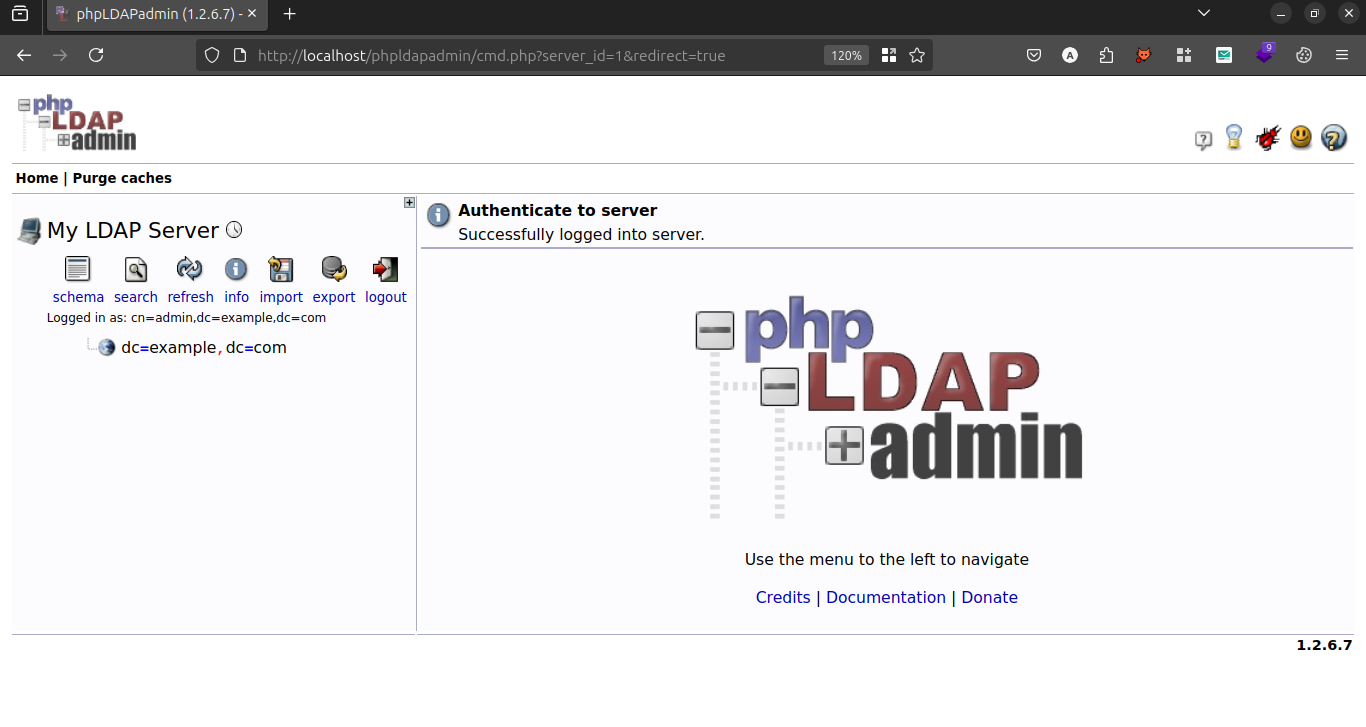 phpLDAPadmin (1.2.6.7) -
http://localhost/phpldapadmin/cmd.php?server_id=1&redirect=true
120%
A
9
php
LDAP
admin
Home | Purge caches
My LDAP Server
schema search refresh info import export logout
Logged in as: cn=admin,dc=example,dc=com
dc=example,dc=com
Authenticate to server
Successfully logged into server.
php
LDAP
admin
Use the menu to the left to navigate
Credits | Documentation | Donate
1.2.6.7